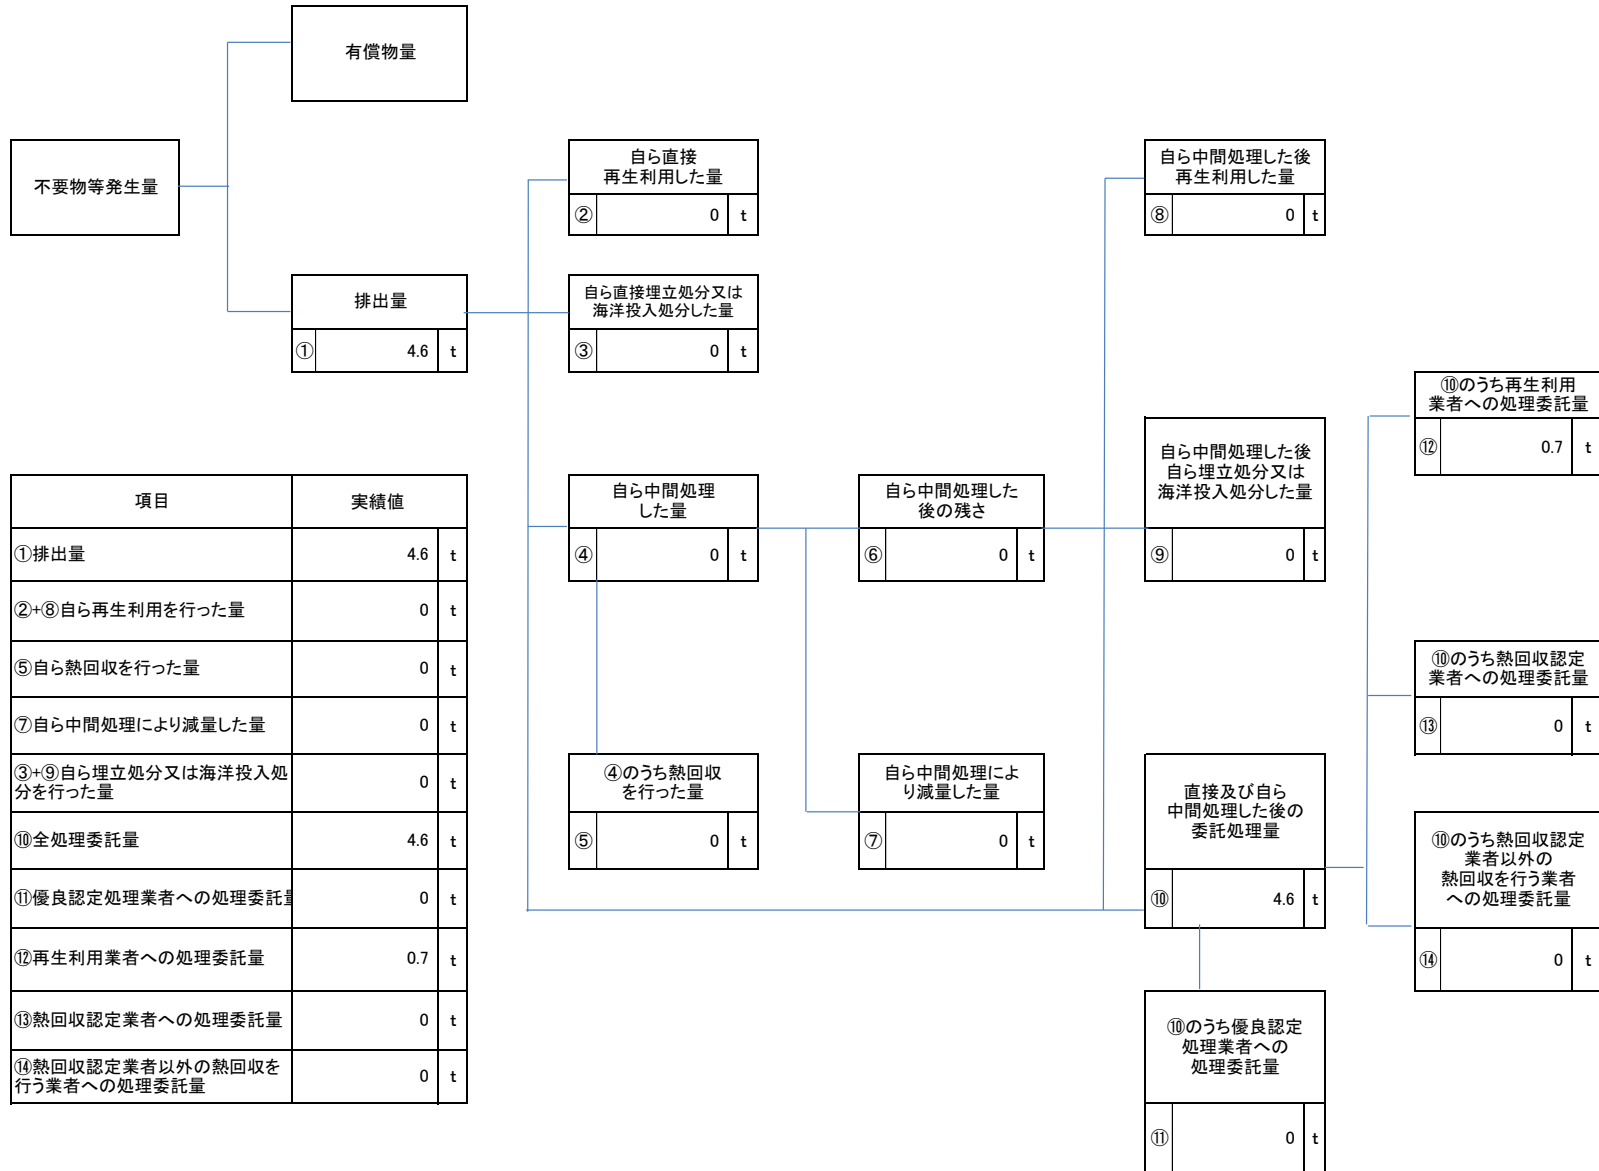 有償物量
不要物等発生量
排出量
① 4.6 t
自ら直接
再生利用した量
② 0 t
自ら直接埋立処分又は
海洋投入処分した量
③ 0 t
自ら中間処理
した量
④ 0 t
④のうち熱回収
を行った量
⑤ 0 t
自ら中間処理した
後の残さ
⑥ 0 t
自ら中間処理によ
り減量した量
⑦ 0 t
自ら中間処理した後
再生利用した量
⑧ 0 t
自ら中間処理した後
自ら埋立処分又は
海洋投入処分した量
⑨ 0 t
直接及び自ら
中間処理した後の
委託処理量
⑩ 4.6 t
⑩のうち優良認定
処理業者への
処理委託量
⑪ 0 t
⑩のうち再生利用
業者への処理委託量
⑫ 0.7 t
⑩のうち熱回収認定
業者への処理委託量
⑬ 0 t
⑩のうち熱回収認定
業者以外の
熱回収を行う業者
への処理委託量
⑭ 0 t
項目 実績値
①排出量 4.6 t
②+⑧自ら再生利用を行った量 0 t
⑤自ら熱回収を行った量 0 t
⑦自ら中間処理により減量した量 0 t
③+⑨自ら埋立処分又は海洋投入処
分を行った量 0 t
⑩全処理委託量 4.6 t
⑪優良認定処理業者への処理委託量 0 t
⑫再生利用業者への処理委託量 0.7 t
⑬熱回収認定業者への処理委託量 0 t
⑭熱回収認定業者以外の熱回収を
行う業者への処理委託量 0 t